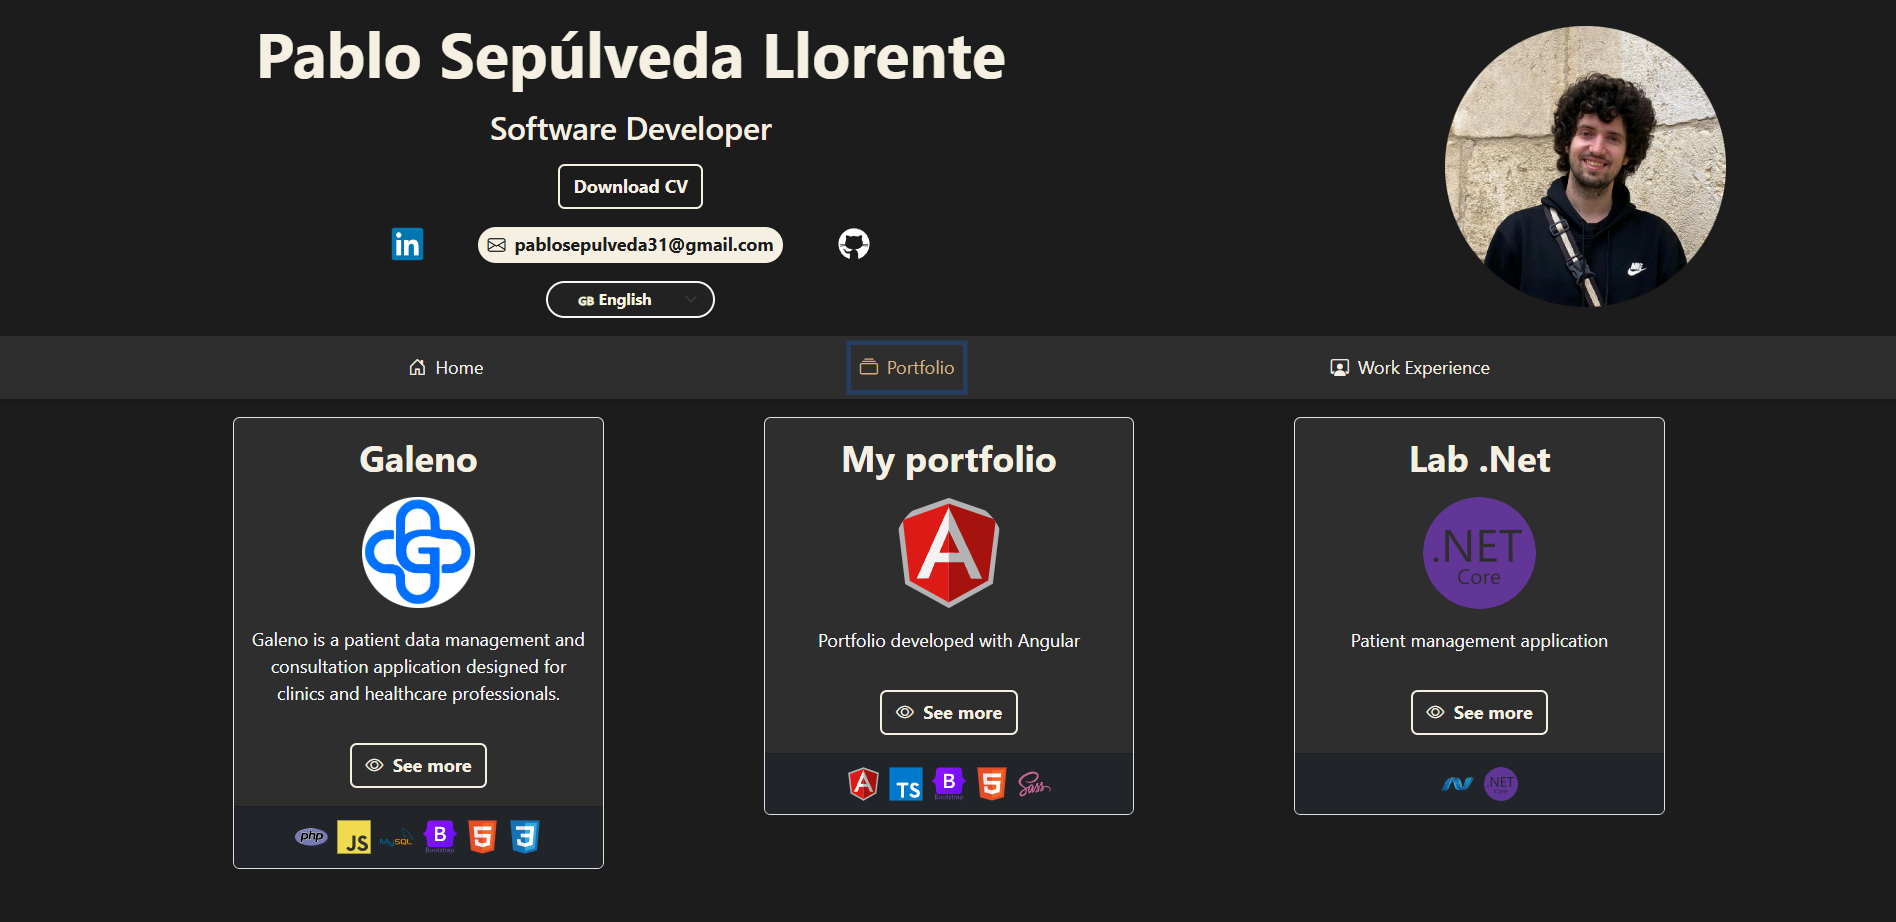 Pablo Sepúlveda Llorente
Software Developer
Download CV
in
pablosepulveda31@gmail.com
GB English
Home
Portfolio
Work Experience
Galeno
G
Galeno is a patient data management and
consultation application designed for
clinics and healthcare professionals.
See more
php
JS
MySQL
B
Bootstrap
5
3
My portfolio
A
Portfolio developed with Angular
See more
A
TS
B
Bootstrap
5
Sass
Lab .Net
.NET
Core
Patient management application
See more
.NET
Core